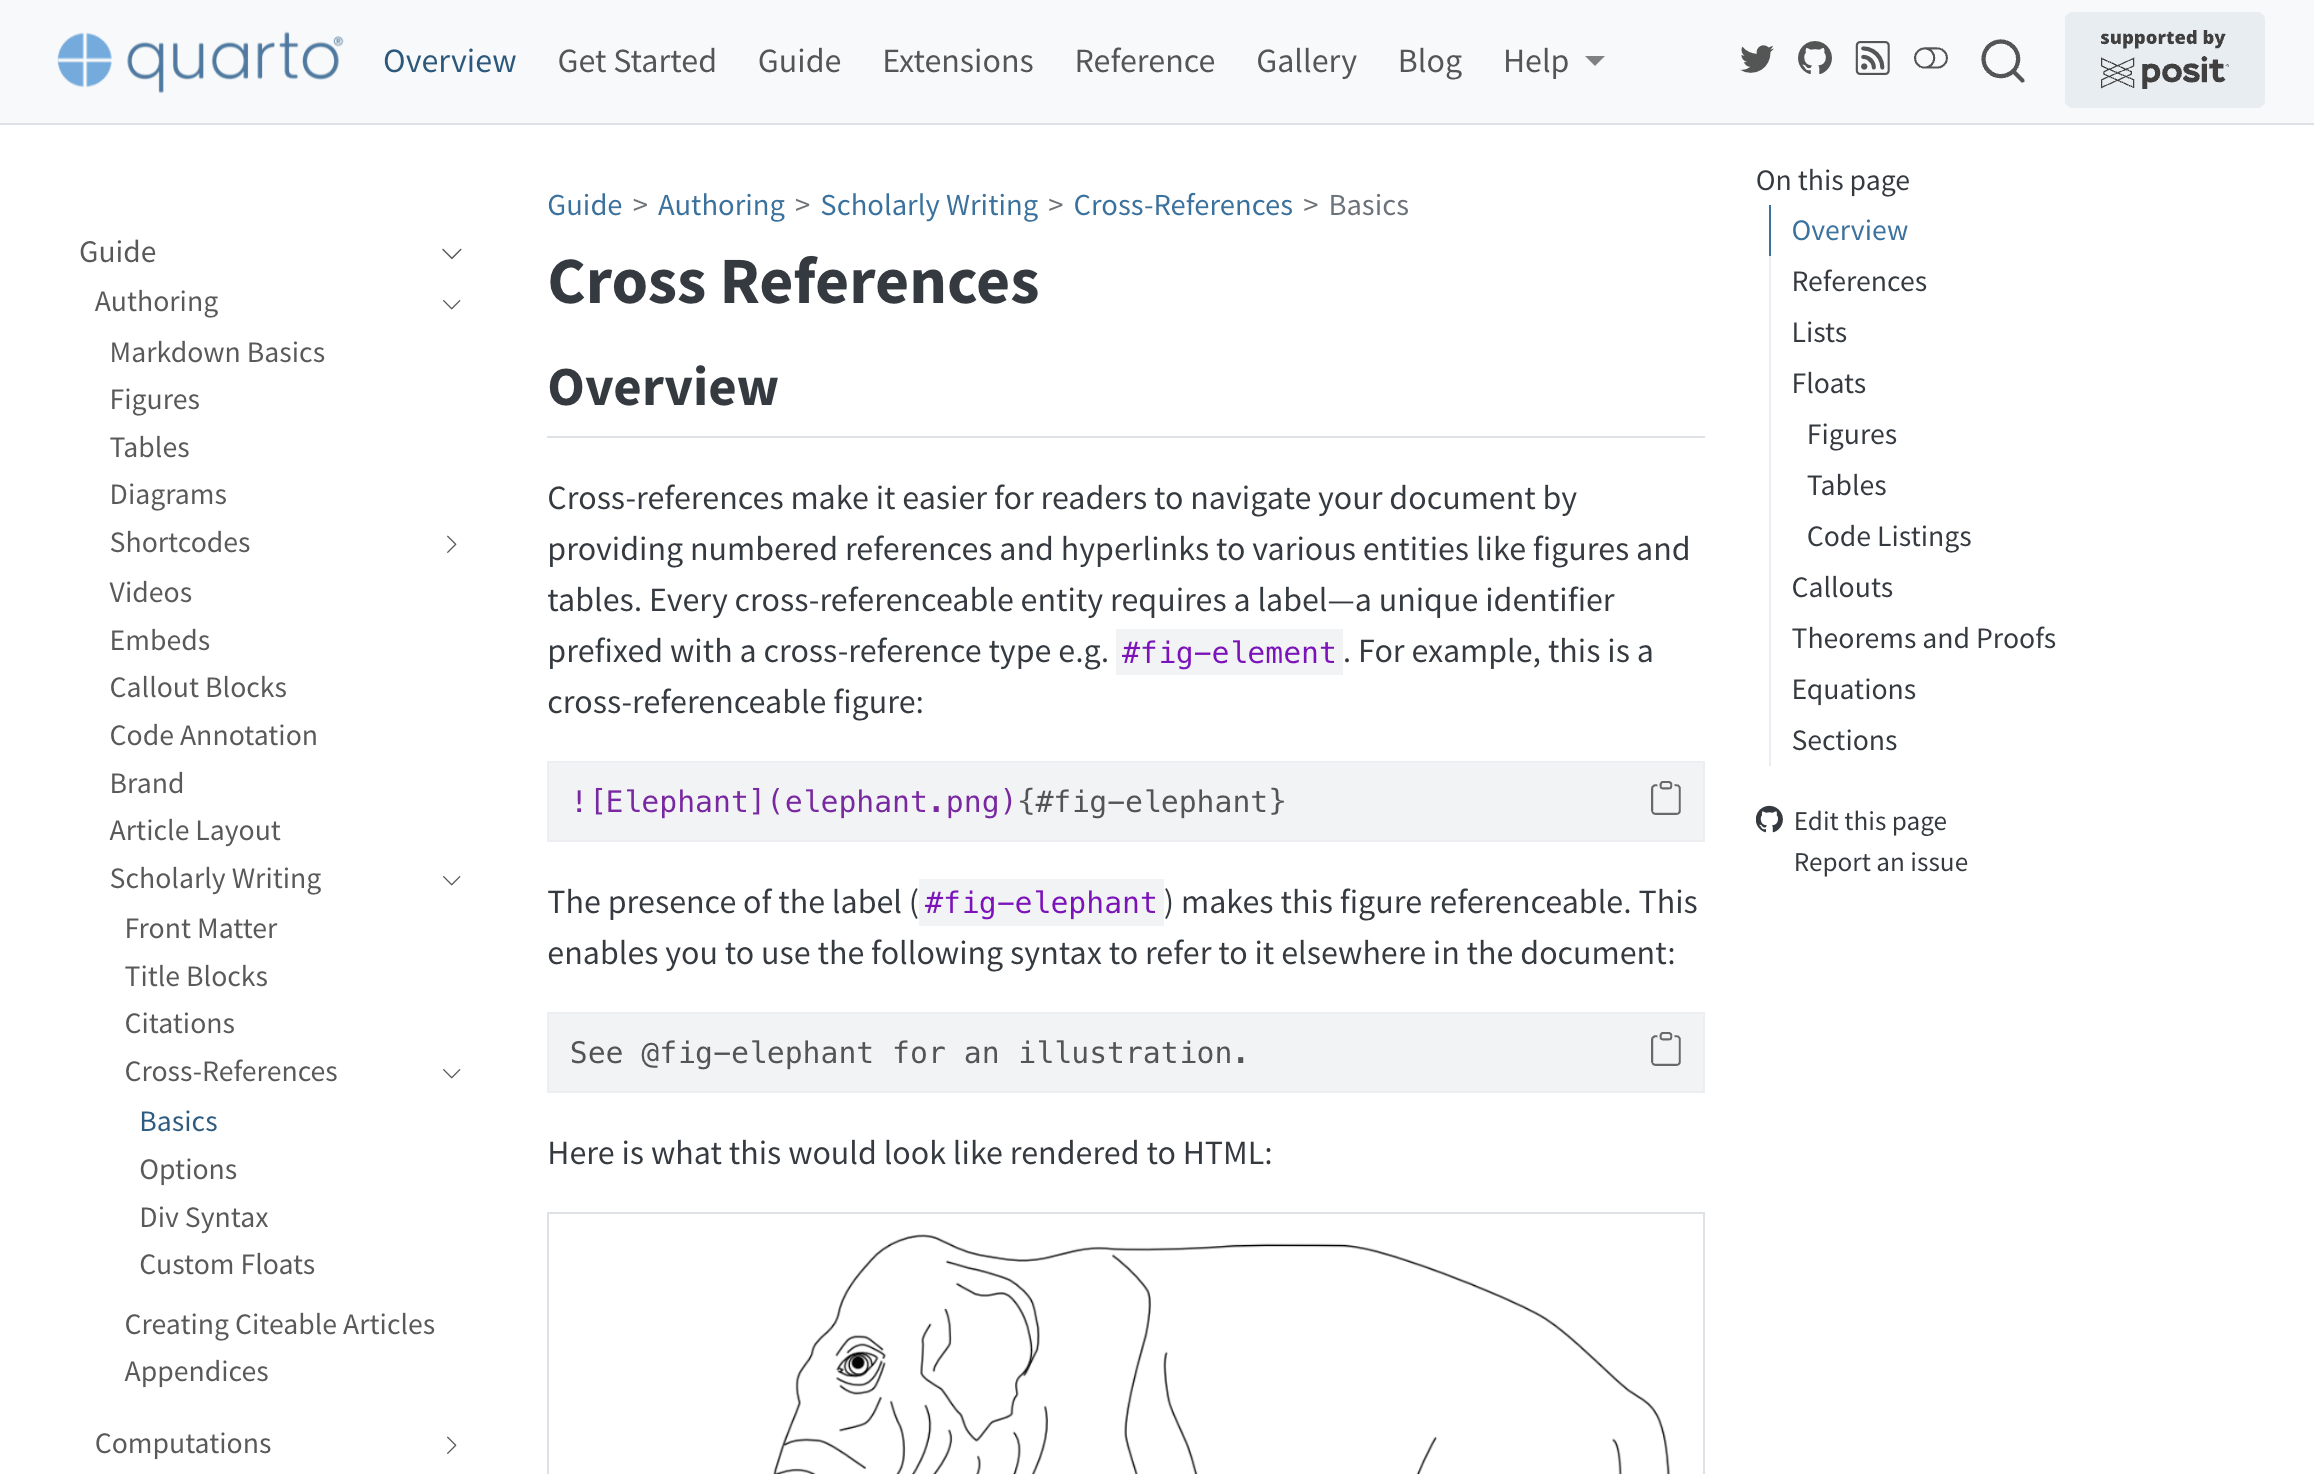 quarto®
Overview
Get Started
Guide
Extensions
Reference
Gallery
Blog
Help
supported by
posit
Guide
Authoring
Markdown Basics
Figures
Tables
Diagrams
Shortcodes
Videos
Embeds
Callout Blocks
Code Annotation
Brand
Article Layout
Scholarly Writing
Front Matter
Title Blocks
Citations
Cross-References
Basics
Options
Div Syntax
Custom Floats
Creating Citeable Articles
Appendices
Computations
Guide > Authoring > Scholarly Writing > Cross-References > Basics
Cross References
Overview
Cross-references make it easier for readers to navigate your document by
providing numbered references and hyperlinks to various entities like figures and
tables. Every cross-referenceable entity requires a label—a unique identifier
prefixed with a cross-reference type e.g. #fig-element. For example, this is a
cross-referenceable figure:
![Elephant](elephant.png){#fig-elephant}
The presence of the label (#fig-elephant) makes this figure referenceable. This
enables you to use the following syntax to refer to it elsewhere in the document:
See @fig-elephant for an illustration.
Here is what this would look like rendered to HTML:
On this page
Overview
References
Lists
Floats
Figures
Tables
Code Listings
Callouts
Theorems and Proofs
Equations
Sections
Edit this page
Report an issue